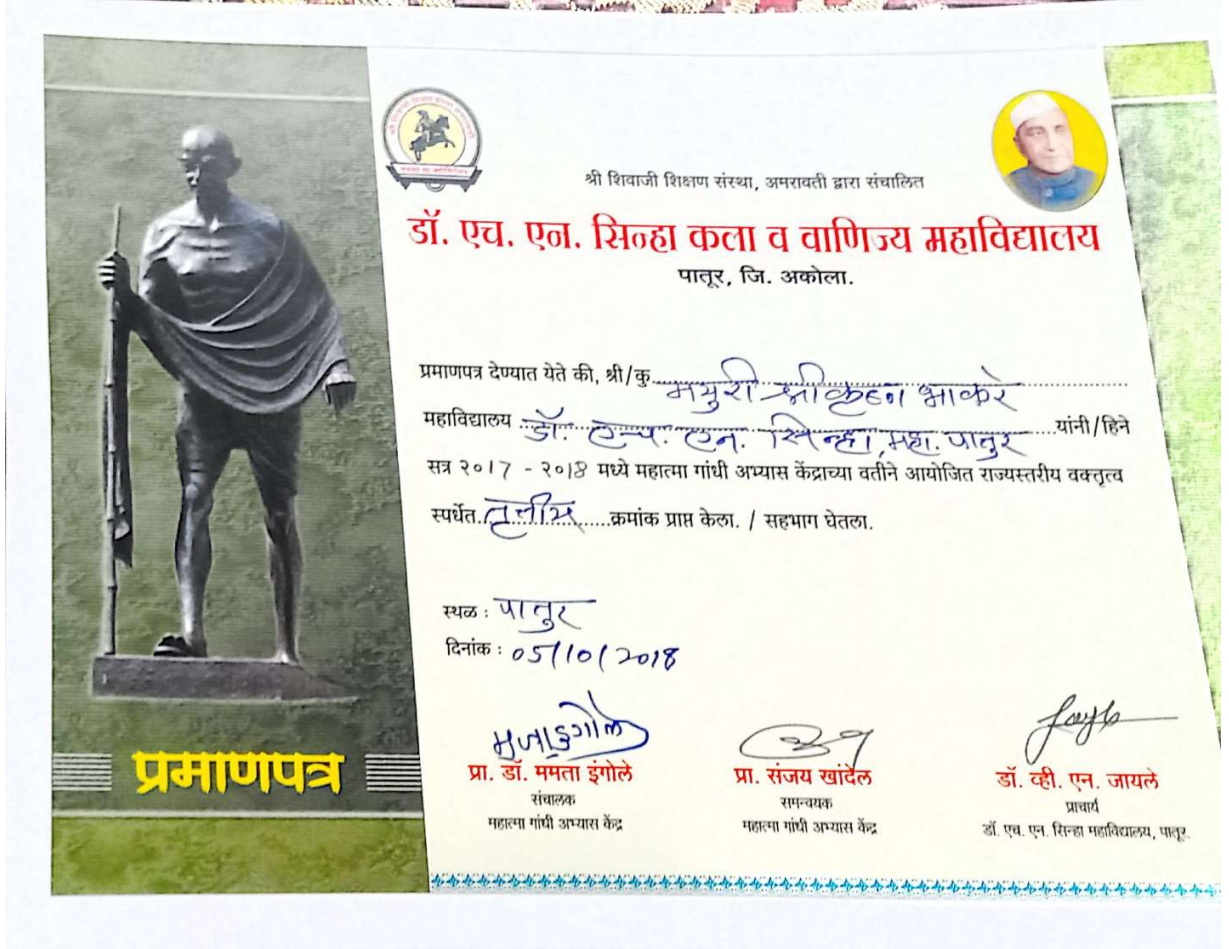 श्री शिवाजी शिक्षण संस्था, अमरावती द्वारा संचालित
डॉ. एच. एन. सिन्हा कला व वाणिज्य महाविद्यालय
पातूर, जि. अकोला.
प्रमाणपत्र देण्यात येते की, श्री/कु. मयुरी श्रीकृष्ण भाकरे
महाविद्यालय डॉ. एच. एन. सिन्हा, महा. पातुर यांनी/हिने
सत्र २०१७ - २०१८ मध्ये महात्मा गांधी अभ्यास केंद्राच्या वतीने आयोजित राज्यस्तरीय वक्तृत्व
स्पर्धेत तृतीय क्रमांक प्राप्त केला. / सहभाग घेतला.
स्थळ : पातुर
दिनांक : 05/10/2018
प्रमाणपत्र
प्रा. डॉ. ममता इंगोले
संचालक
महात्मा गांधी अभ्यास केंद्र
प्रा. संजय खांदेल
समन्वयक
महात्मा गांधी अभ्यास केंद्र
डॉ. व्ही. एन. जायले
प्राचार्य
डॉ. एच. एन. सिन्हा महाविद्यालय, पातूर.